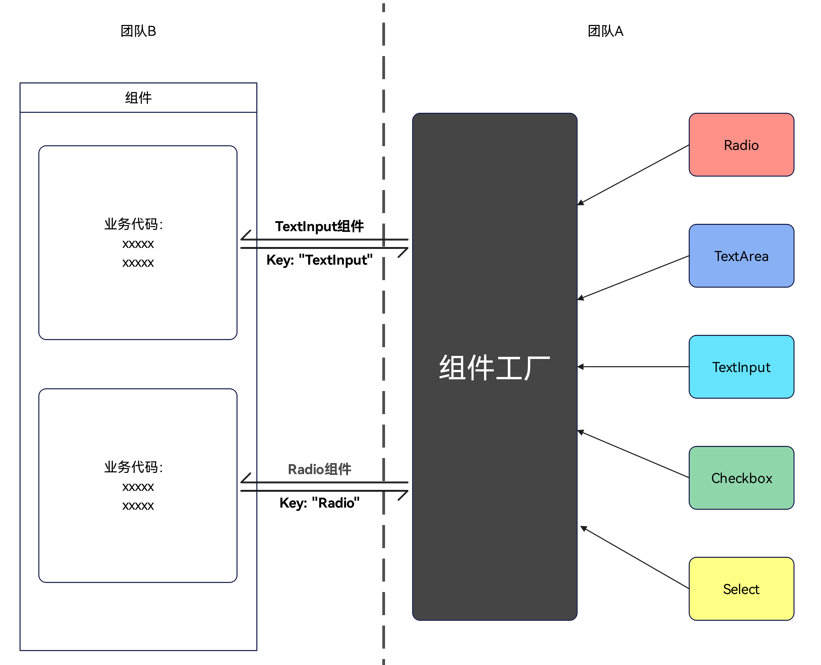 团队B
团队A
组件
业务代码：
xxxxx
xxxxx
TextInput组件
Key: "TextInput"
业务代码：
xxxxx
xxxxx
Radio组件
Key: "Radio"
组件工厂
Radio
TextArea
TextInput
Checkbox
Select